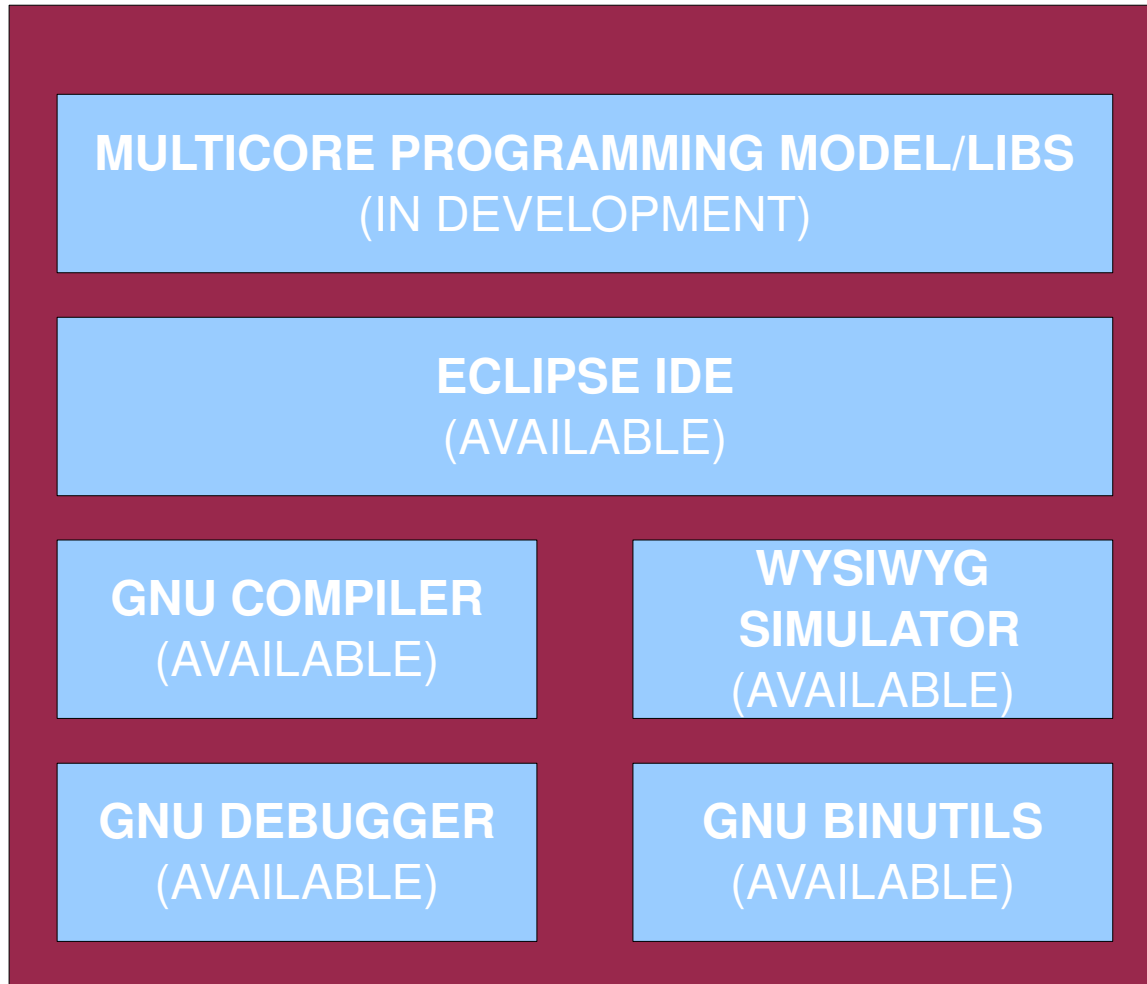 MULTICORE PROGRAMMING MODEL/LIBS
(IN DEVELOPMENT)
ECLIPSE IDE
(AVAILABLE)
GNU COMPILER
(AVAILABLE)
WYSIWYG
SIMULATOR
(AVAILABLE)
GNU DEBUGGER
(AVAILABLE)
GNU BINUTILS
(AVAILABLE)